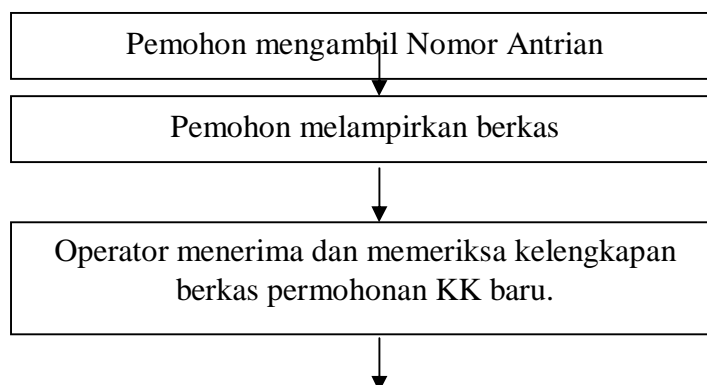 Pemohon mengambil Nomor Antrian
Pemohon melampirkan berkas
Operator menerima dan memeriksa kelengkapan
berkas permohonan KK baru.